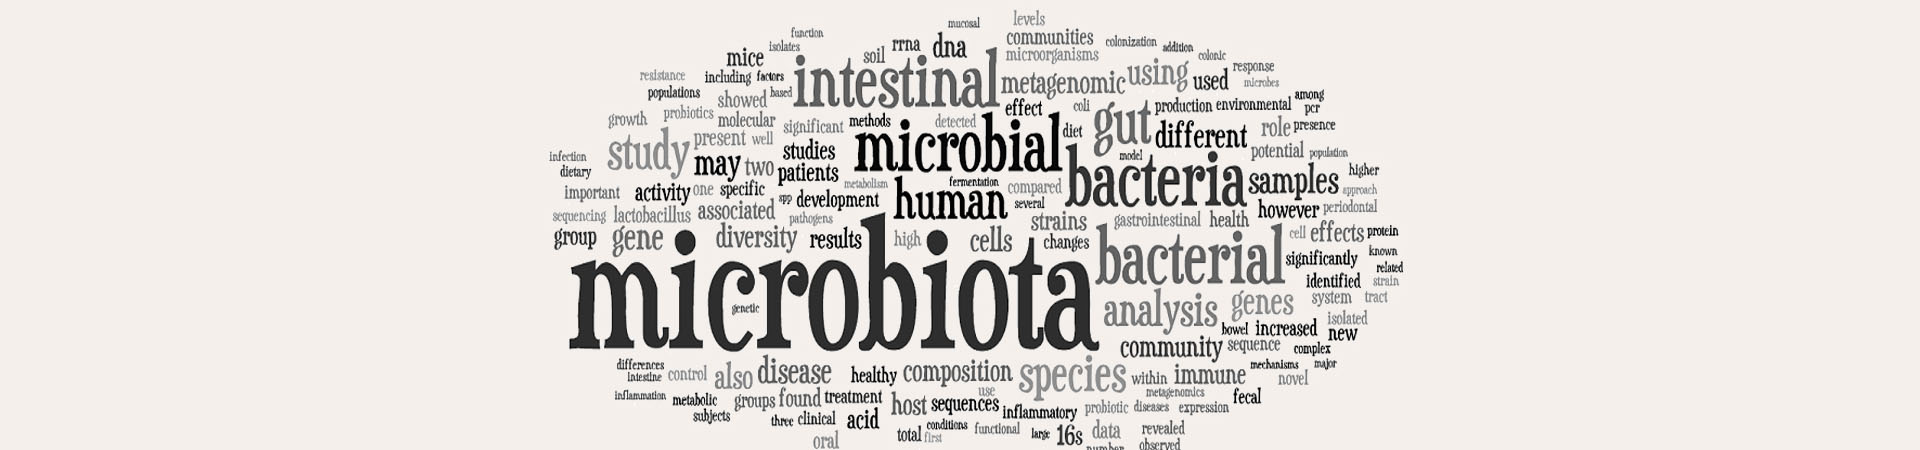 mucosal levels
function communities colonization addition
isolates rrna dna microorganisms colonic
mice soil response
resistance including factors intestinal metagenomic using used microbes
populations showed based among
probiotics effect coli gut production environmental pcr
growth molecular significant methods detected microbial diet different role presence
study present well studies model potential population
infection may two patients bacteria samples higher
dietary metabolism fermentation compared approach
important activity one specific human several however periodontal
sequencing lactobacillus associated spp development strains gastrointestinal health
pathogens
group gene diversity results high cells changes bacterial cell effects protein
significantly known
related
microbiota identified strain
genetic analysis genes system tract
bowel increased isolated
new
community sequence complex
differences mechanisms major
intestine control also disease healthy composition species within immune novel
inflammation metabolic groups found treatment use metagenomics fecal
subjects host sequences inflammatory probiotic diseases expression
three clinical acid
total conditions functional large 16s data revealed
oral first number observed